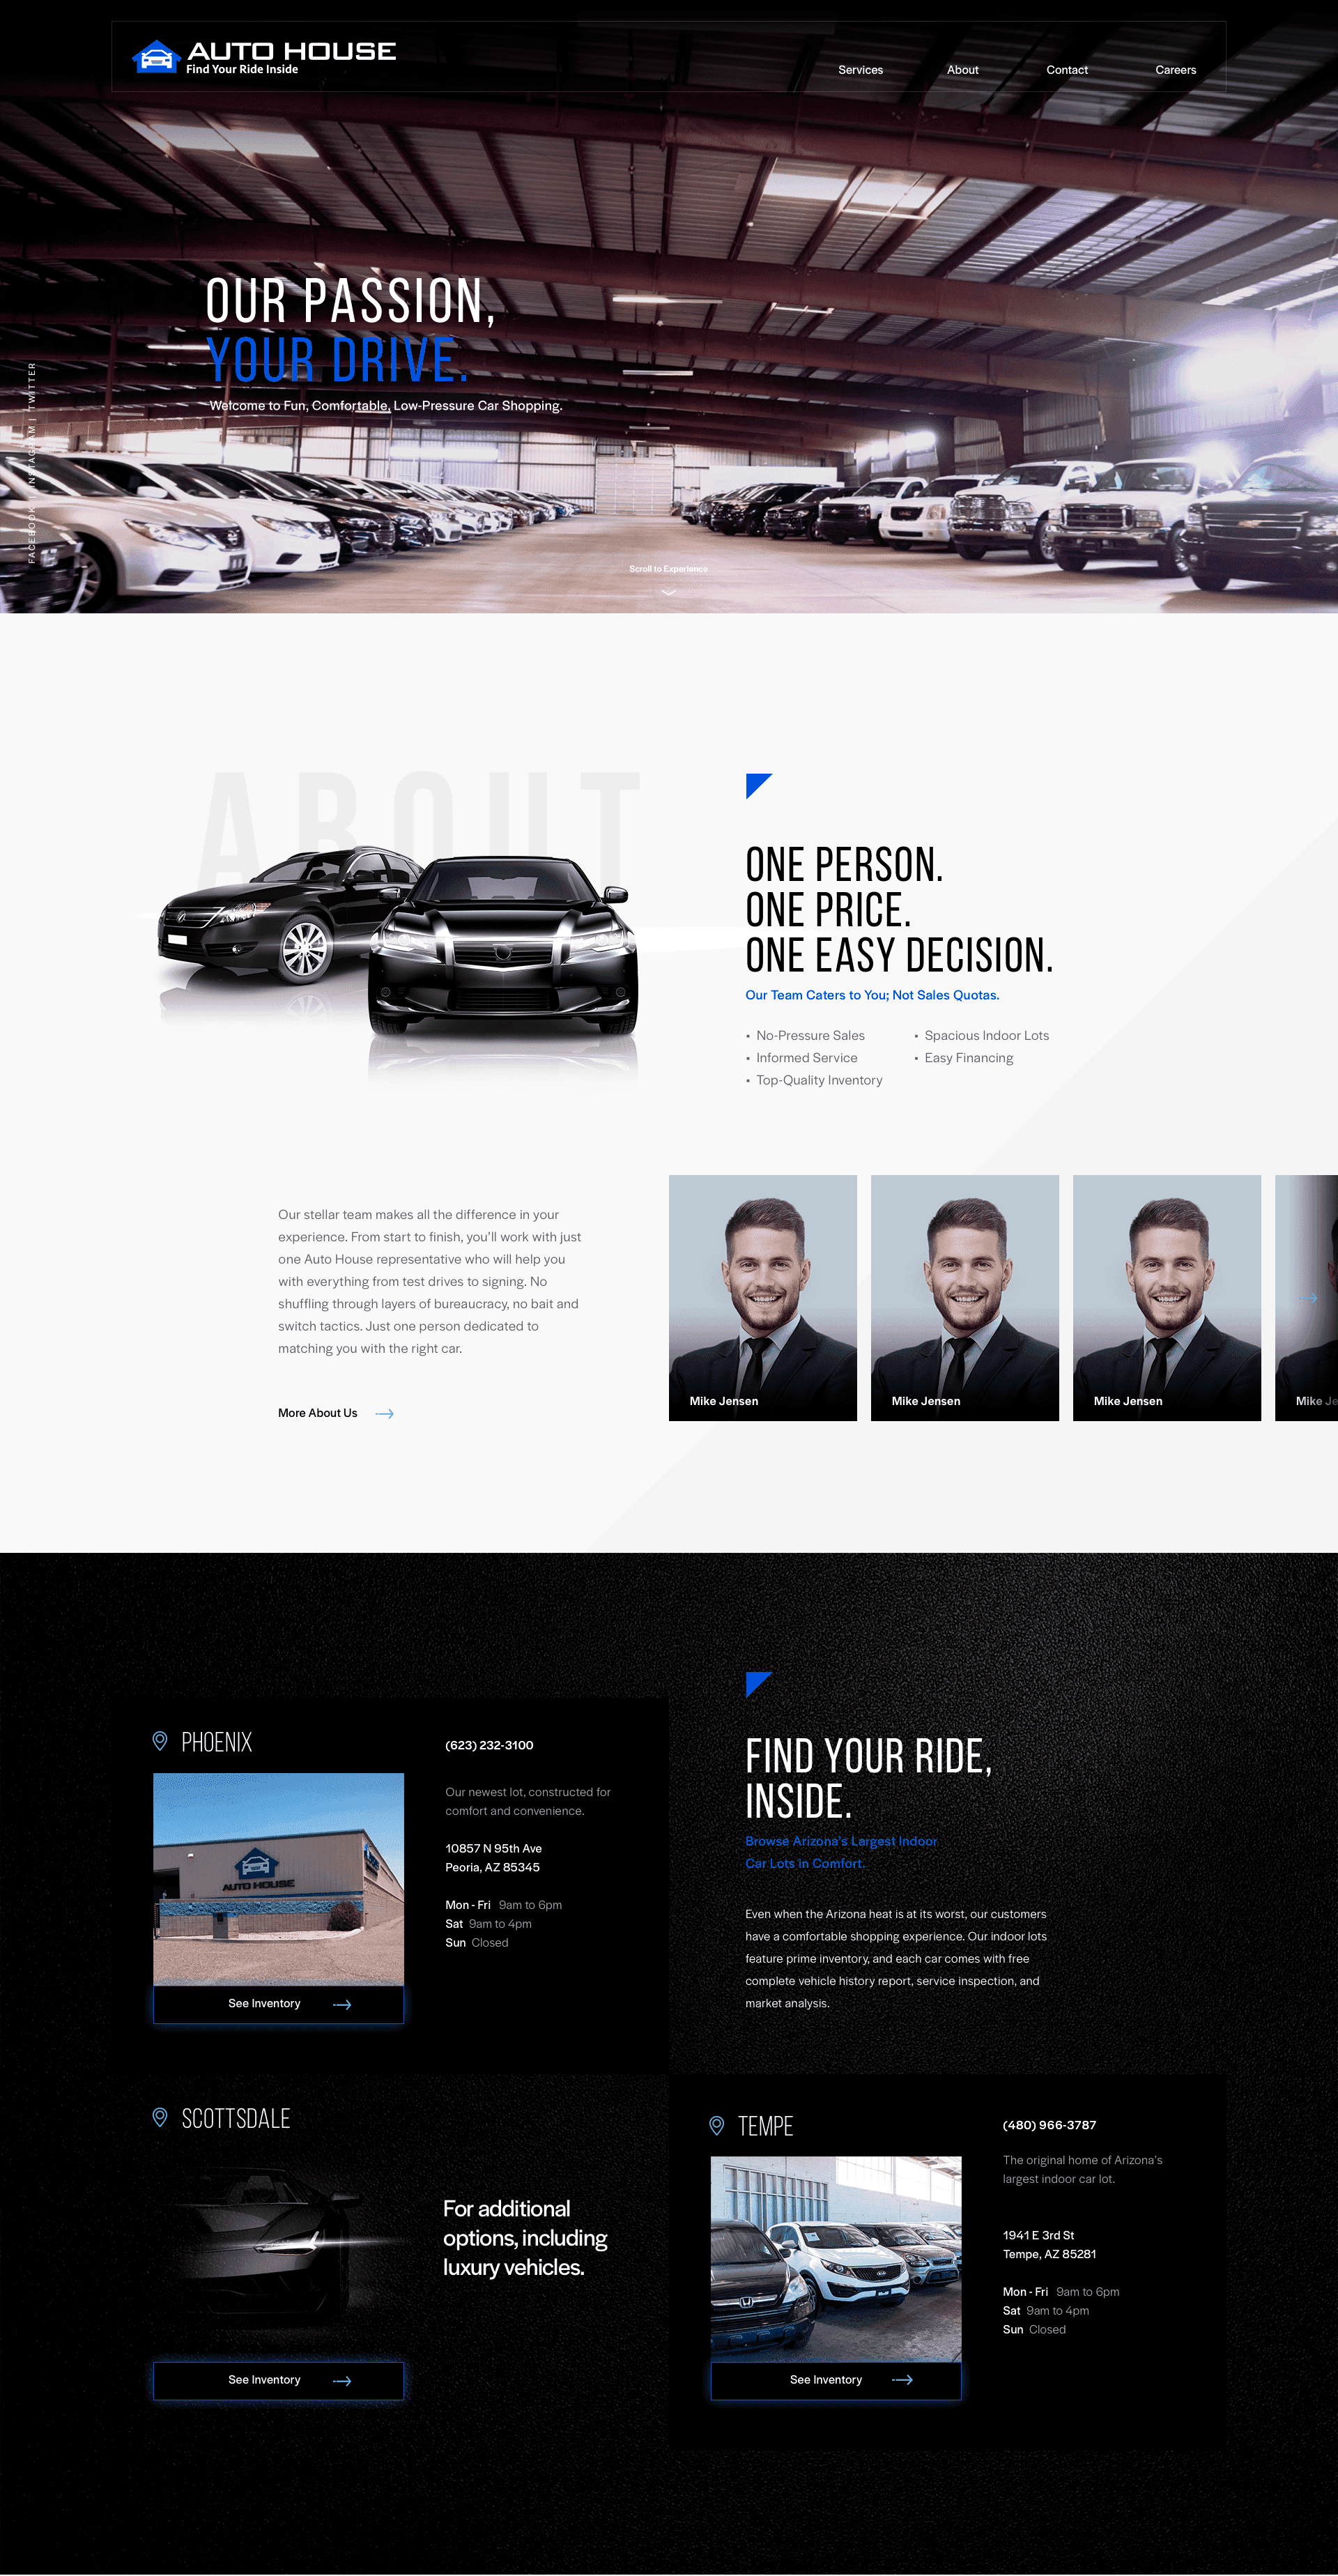 AUTO HOUSE
Find Your Ride Inside
Services
About
Contact
Careers
OUR PASSION,
YOUR DRIVE.
Welcome to Fun, Comfortable, Low-Pressure Car Shopping.
FACEBOOK | INSTAGRAM | TWITTER
Scroll to Experience
ABOUT
ONE PERSON.
ONE PRICE.
ONE EASY DECISION.
Our Team Caters to You; Not Sales Quotas.
• No-Pressure Sales
• Informed Service
• Top-Quality Inventory
• Spacious Indoor Lots
• Easy Financing
Our stellar team makes all the difference in your
experience. From start to finish, you'll work with just
one Auto House representative who will help you
with everything from test drives to signing. No
shuffling through layers of bureaucracy, no bait and
switch tactics. Just one person dedicated to
matching you with the right car.
More About Us
Mike Jensen
Mike Jensen
Mike Jensen
Mike Je
PHOENIX
AUTO HOUSE
See Inventory
(623) 232-3100
Our newest lot, constructed for
comfort and convenience.
10857 N 95th Ave
Peoria, AZ 85345
Mon - Fri 9am to 6pm
Sat 9am to 4pm
Sun Closed
FIND YOUR RIDE,
INSIDE.
Browse Arizona's Largest Indoor
Car Lots in Comfort.
Even when the Arizona heat is at its worst, our customers
have a comfortable shopping experience. Our indoor lots
feature prime inventory, and each car comes with free
complete vehicle history report, service inspection, and
market analysis.
SCOTTSDALE
For additional
options, including
luxury vehicles.
See Inventory
TEMPE
See Inventory
(480) 966-3787
The original home of Arizona's
largest indoor car lot.
1941 E 3rd St
Tempe, AZ 85281
Mon - Fri 9am to 6pm
Sat 9am to 4pm
Sun Closed